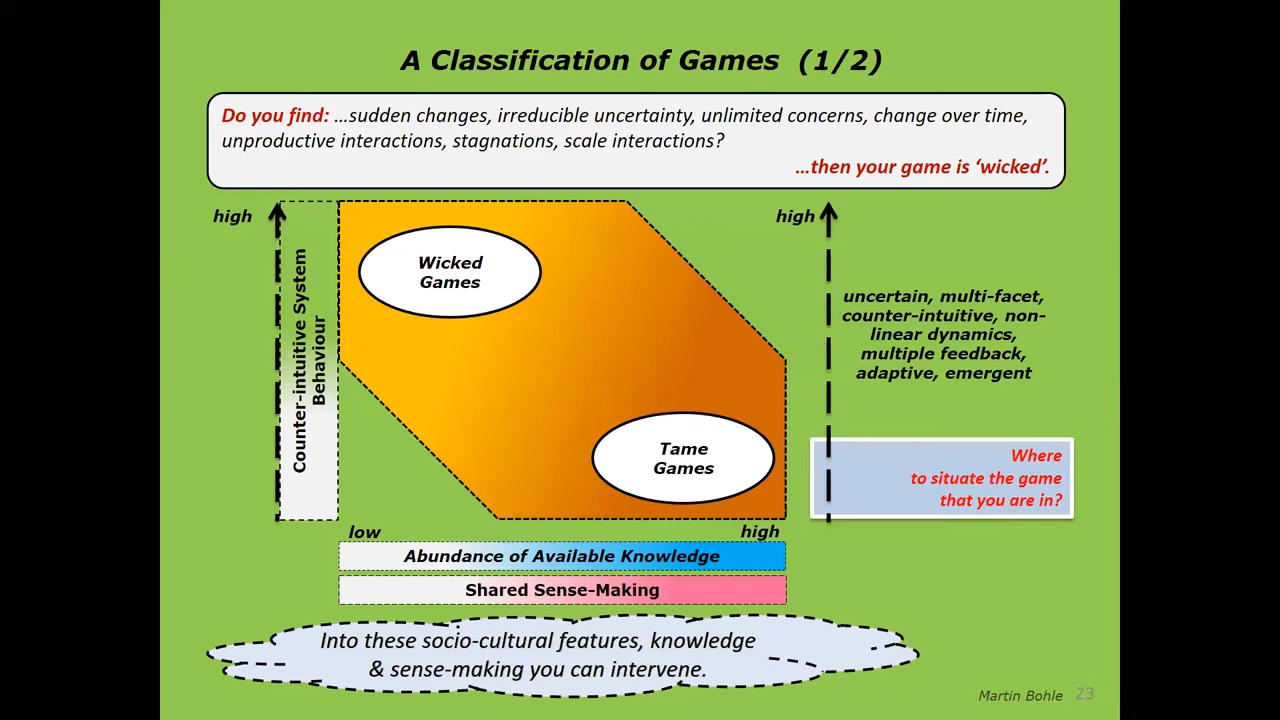 A Classification of Games (1/2)
Do you find: ...sudden changes, irreducible uncertainty, unlimited concerns, change over time,
unproductive interactions, stagnations, scale interactions?
...then your game is ‘wicked’.
high
Counter-intuitive System
Behaviour
Wicked
Games
Tame
Games
high
uncertain, multi-facet,
counter-intuitive, non-
linear dynamics,
multiple feedback,
adaptive, emergent
Where
to situate the game
that you are in?
low
high
Abundance of Available Knowledge
Shared Sense-Making
Into these socio-cultural features, knowledge
& sense-making you can intervene.
Martin Bohle 23